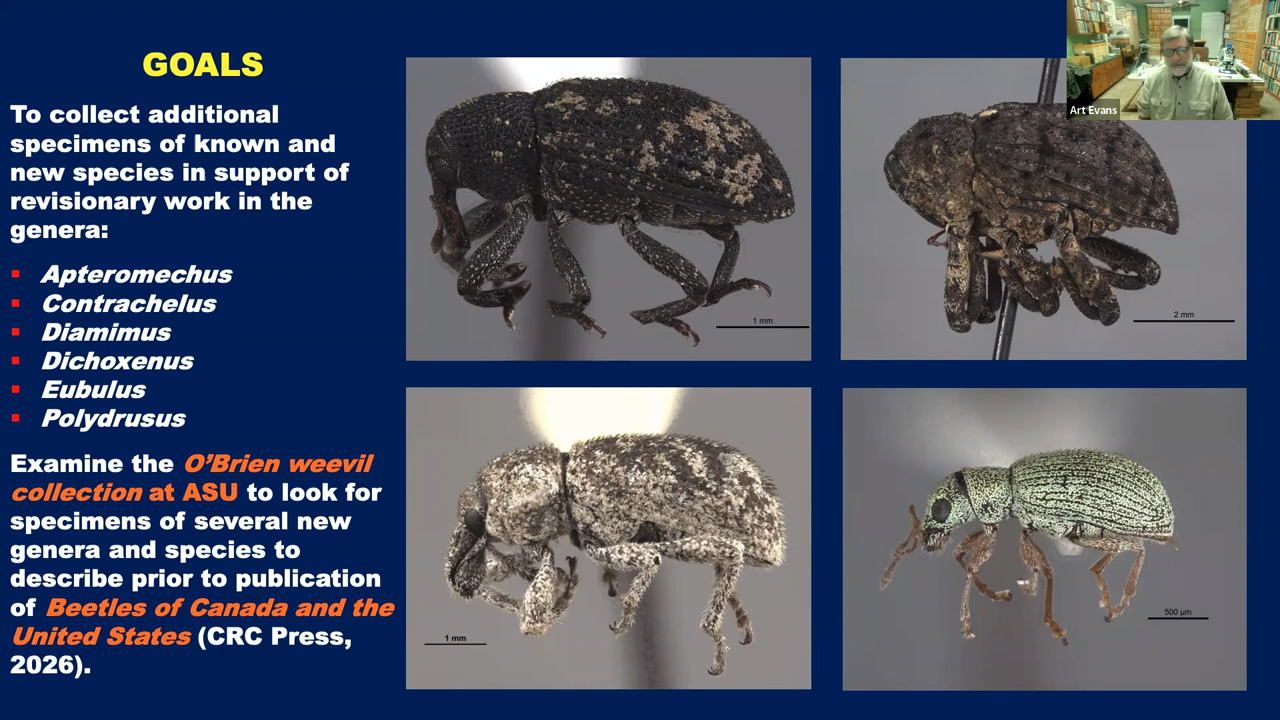 GOALS
To collect additional
specimens of known and
new species in support of
revisionary work in the
genera:
▪ Apteromechus
▪ Contrachelus
▪ Diamimus
▪ Dichoxenus
▪ Eubulus
▪ Polydrusus
Examine the O’Brien weevil
collection at ASU to look for
specimens of several new
genera and species to
describe prior to publication
of Beetles of Canada and the
United States (CRC Press,
2026).
1 mm
2 mm
1 mm
500 µm
Art Evans